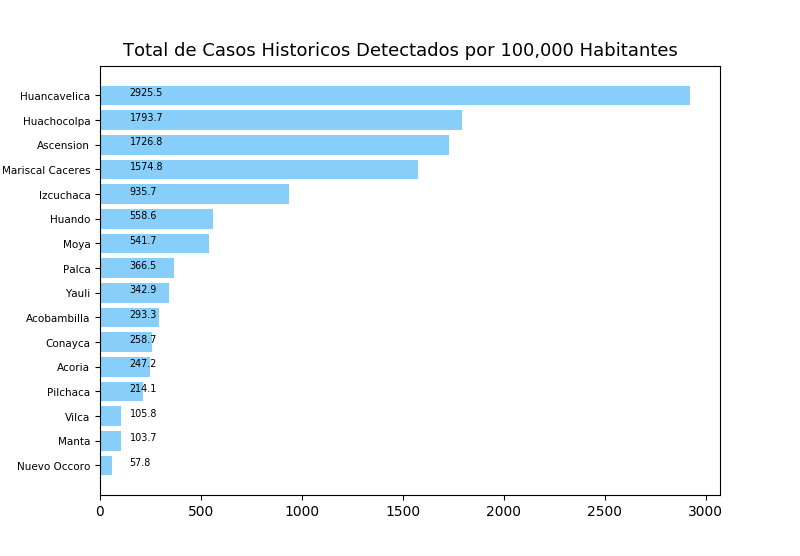 Total de Casos Historicos Detectados por 100,000 Habitantes
Huancavelica 2925.5
Huachocolpa 1793.7
Ascension 1726.8
Mariscal Caceres 1574.8
Izcuchaca 935.7
Huando 558.6
Moya 541.7
Palca 366.5
Yauli 342.9
Acobambilla 293.3
Conayca 258.7
Acoria 247.2
Pilchaca 214.1
Vilca 105.8
Manta 103.7
Nuevo Occoro 57.8
0 500 1000 1500 2000 2500 3000